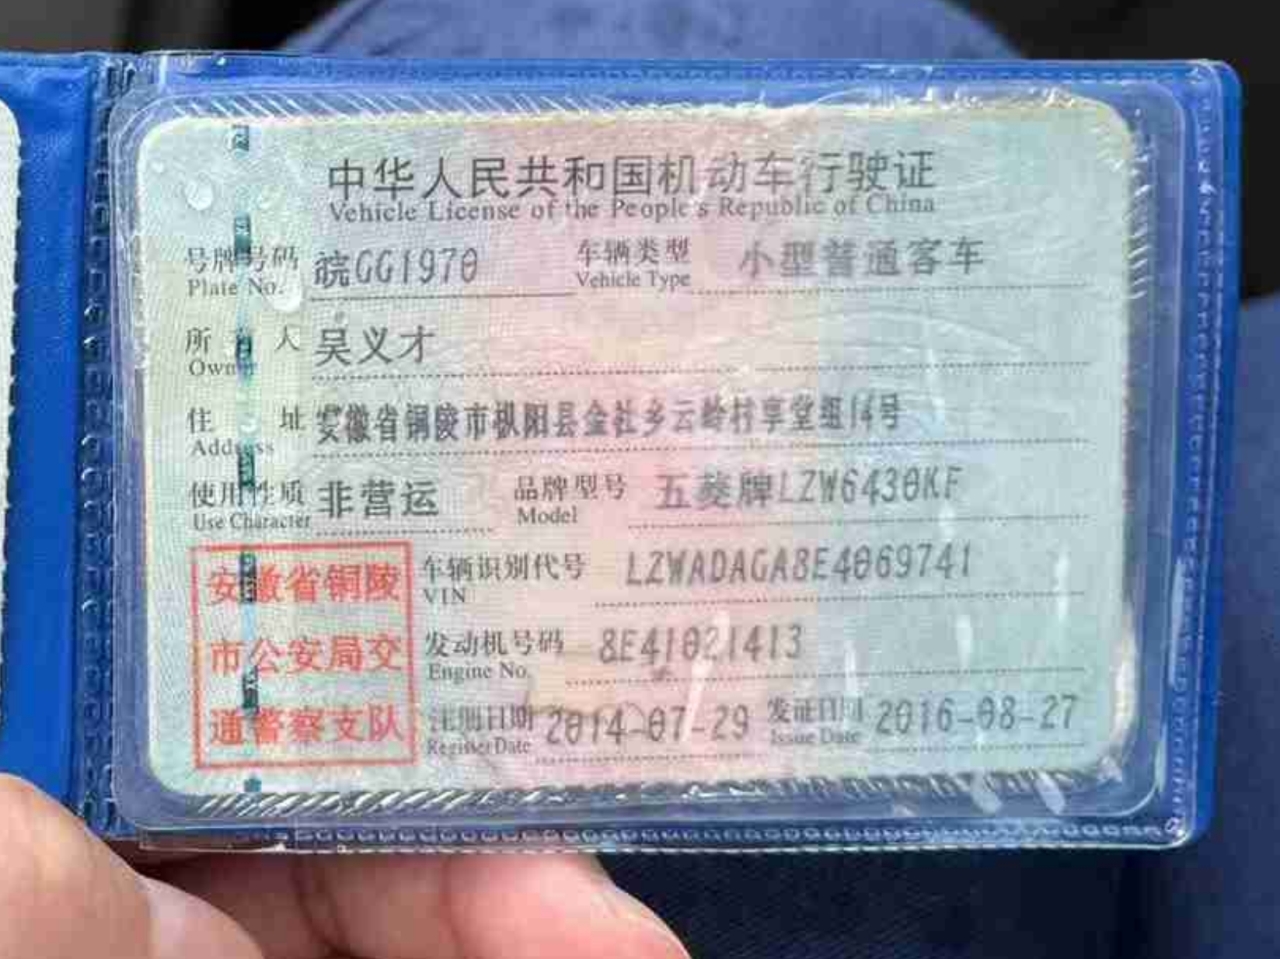 中华人民共和国机动车行驶证
Vehicle License of the People's Republic of China
号牌号码 皖GG1970 车辆类型 小型普通客车
Plate No. Vehicle Type
所有人 吴义才
Owner
住址 安徽省铜陵市枞阳县金社乡云岭村享堂组14号
Address
使用性质 非营运 品牌型号 五菱牌LZW6430KF
Use Character Model
安徽省铜陵
市公安局交
通警察支队
车辆识别代号 LZWADAGA8E4069741
VIN
发动机号码 8E41021413
Engine No.
注册日期 2014-07-29 发证日期 2016-08-27
Register Date Issue Date